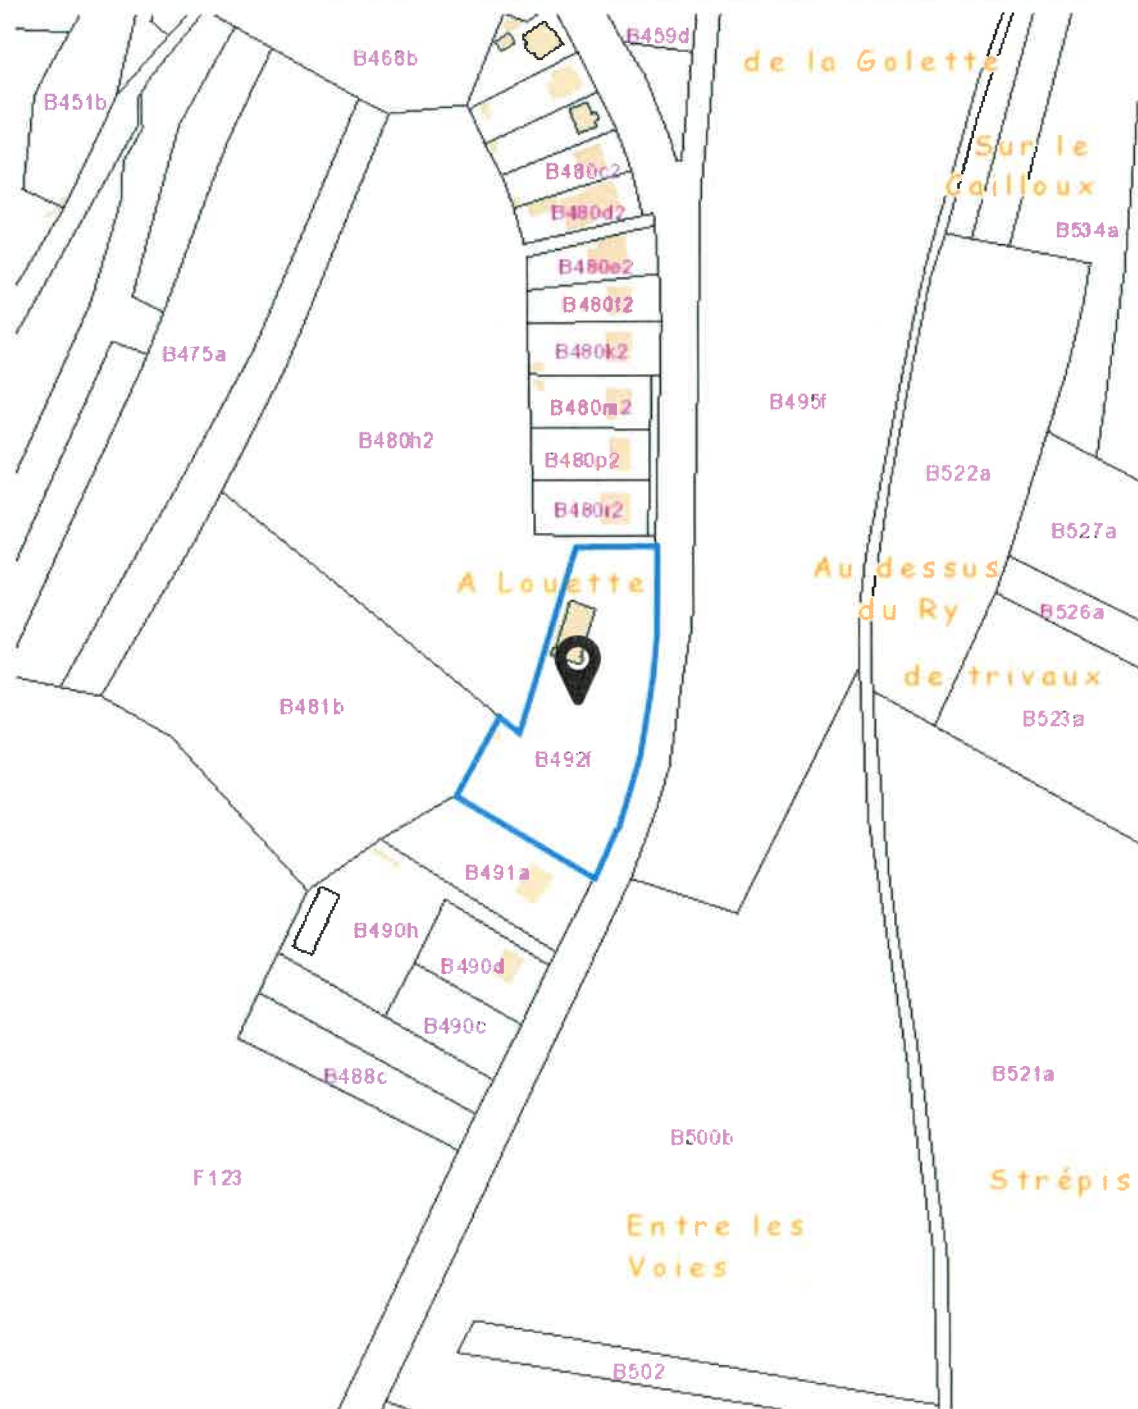 B459d
B468b
de la Golette
B451b
Sur le
Cailloux
B480c2
B480d2
B534a
B480e2
B480f2
B475a
B480k2
B495f
B480m2
B480h2
B480p2
B522a
B480r2
B527a
A Louette
Au dessus
du Ry
B526a
3
de trivaux
B481b
B523a
B492f
B491a
B490h
B490d
B490c
B488c
B521a
B500b
F123
Strépis
Entre les
Voies
B502